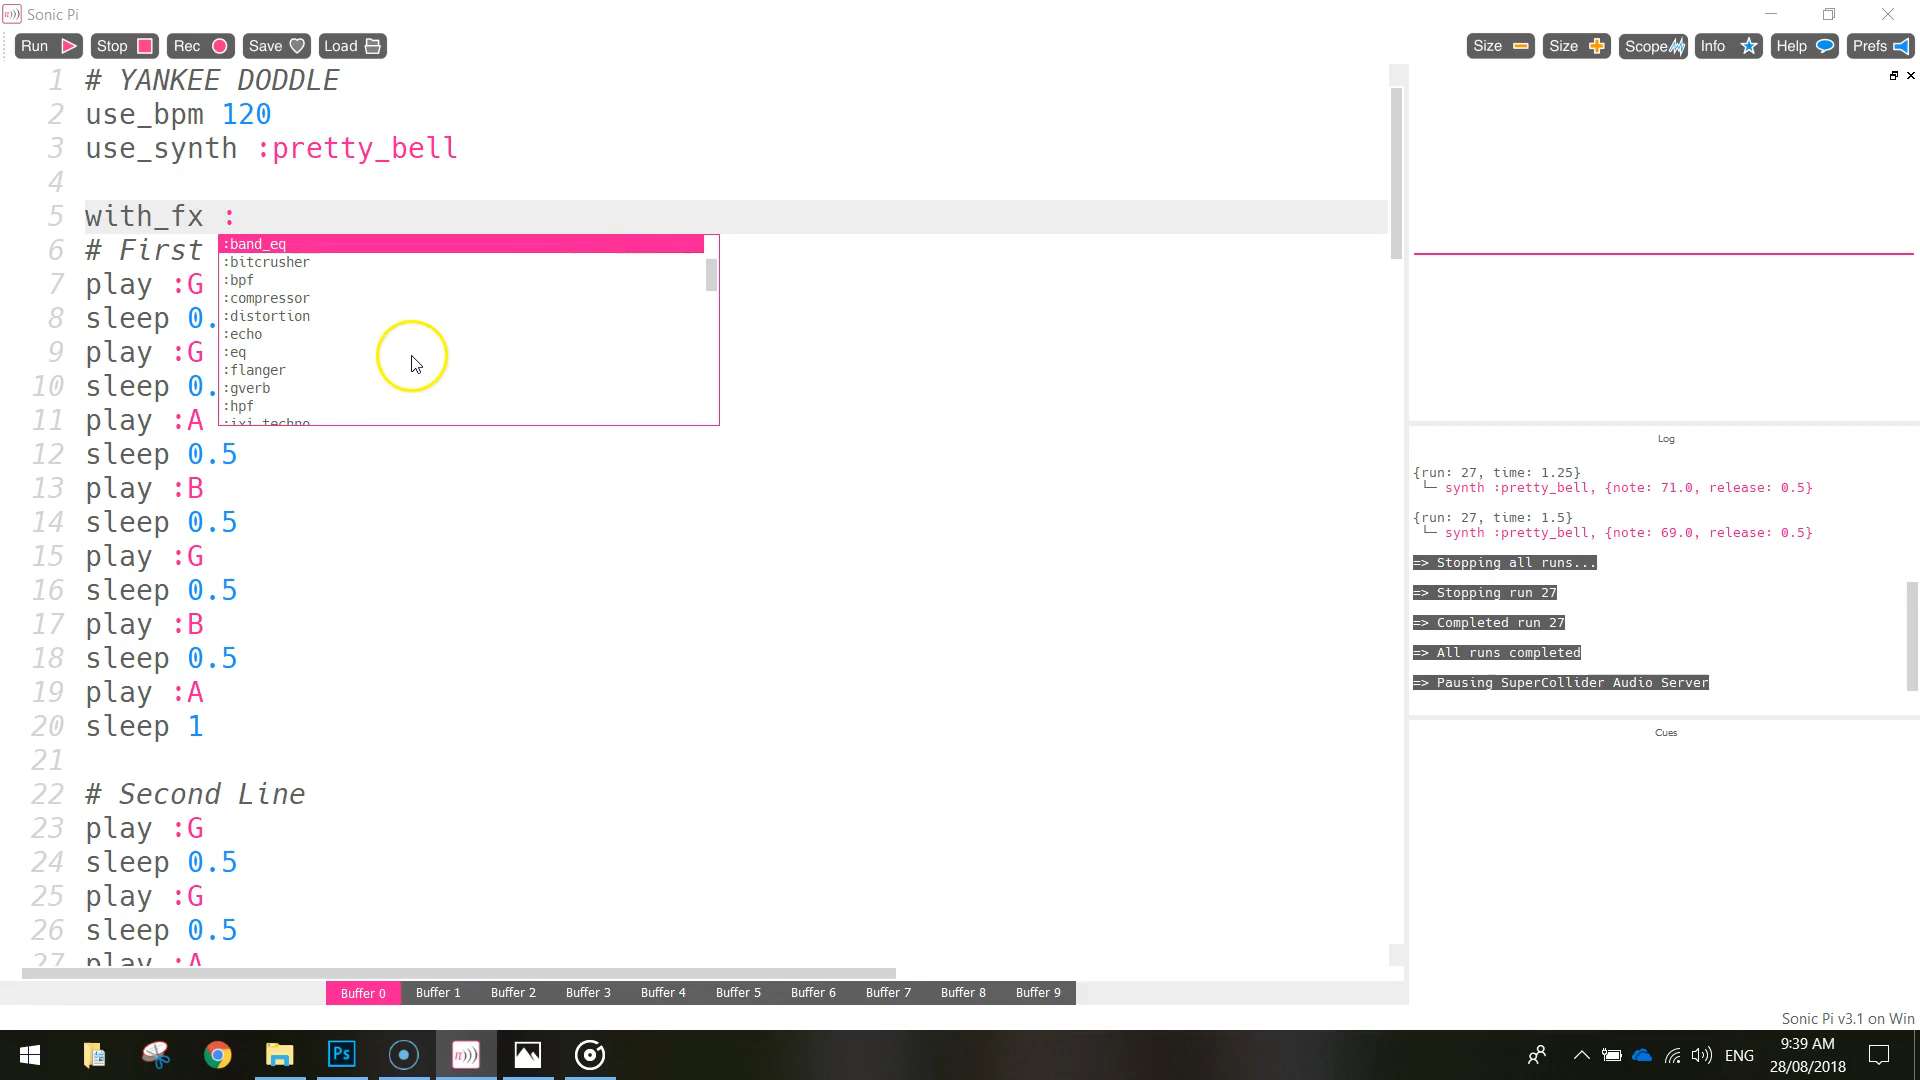 Sonic Pi
Run Stop Rec Save Load Size Size Scope Info Help Prefs
1 # YANKEE DODDLE
2 use_bpm 120
3 use_synth :pretty_bell
4
5 with_fx :
:band_eq
:bitcrusher
:bpf
:compressor
:distortion
:echo
:eq
:flanger
:gverb
:hpf
:ixi_techno
6 # First
7 play :G
8 sleep 0.
9 play :G
10 sleep 0.
11 play :A
12 sleep 0.5
13 play :B
14 sleep 0.5
15 play :G
16 sleep 0.5
17 play :B
18 sleep 0.5
19 play :A
20 sleep 1
21
22 # Second Line
23 play :G
24 sleep 0.5
25 play :G
26 sleep 0.5
27 play :A
Log
{run: 27, time: 1.25}
└─ synth :pretty_bell, {note: 71.0, release: 0.5}
{run: 27, time: 1.5}
└─ synth :pretty_bell, {note: 69.0, release: 0.5}
=> Stopping all runs...
=> Stopping run 27
=> Completed run 27
=> All runs completed
=> Pausing SuperCollider Audio Server
Cues
Buffer 0 Buffer 1 Buffer 2 Buffer 3 Buffer 4 Buffer 5 Buffer 6 Buffer 7 Buffer 8 Buffer 9
Sonic Pi v3.1 on Win
Ps
ENG
9:39 AM
28/08/2018